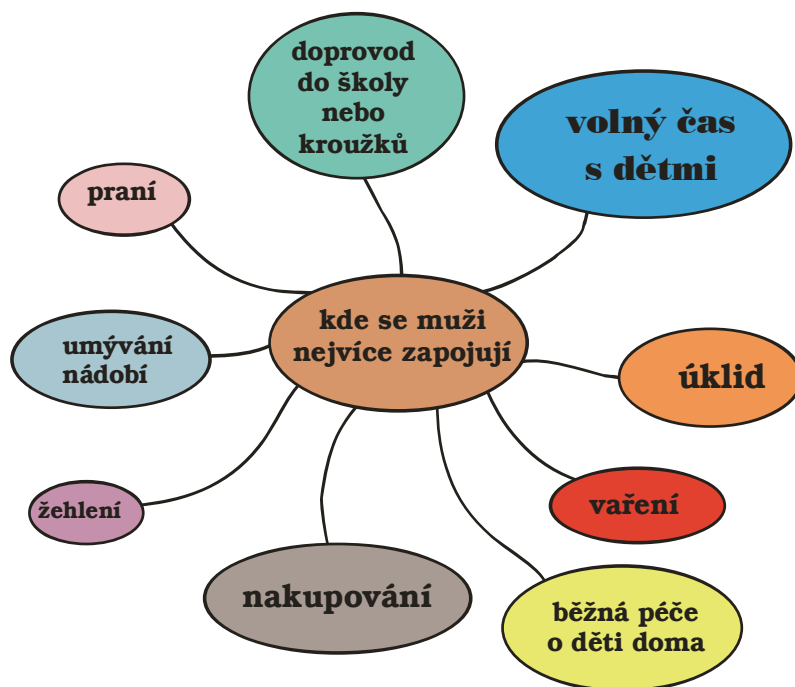 doprovod
do školy
nebo
kroužků
volný čas
s dětmi
praní
kde se muži
nejvíce zapojují
umývání
nádobí
úklid
žehlení
vaření
nakupování
běžná péče
o děti doma